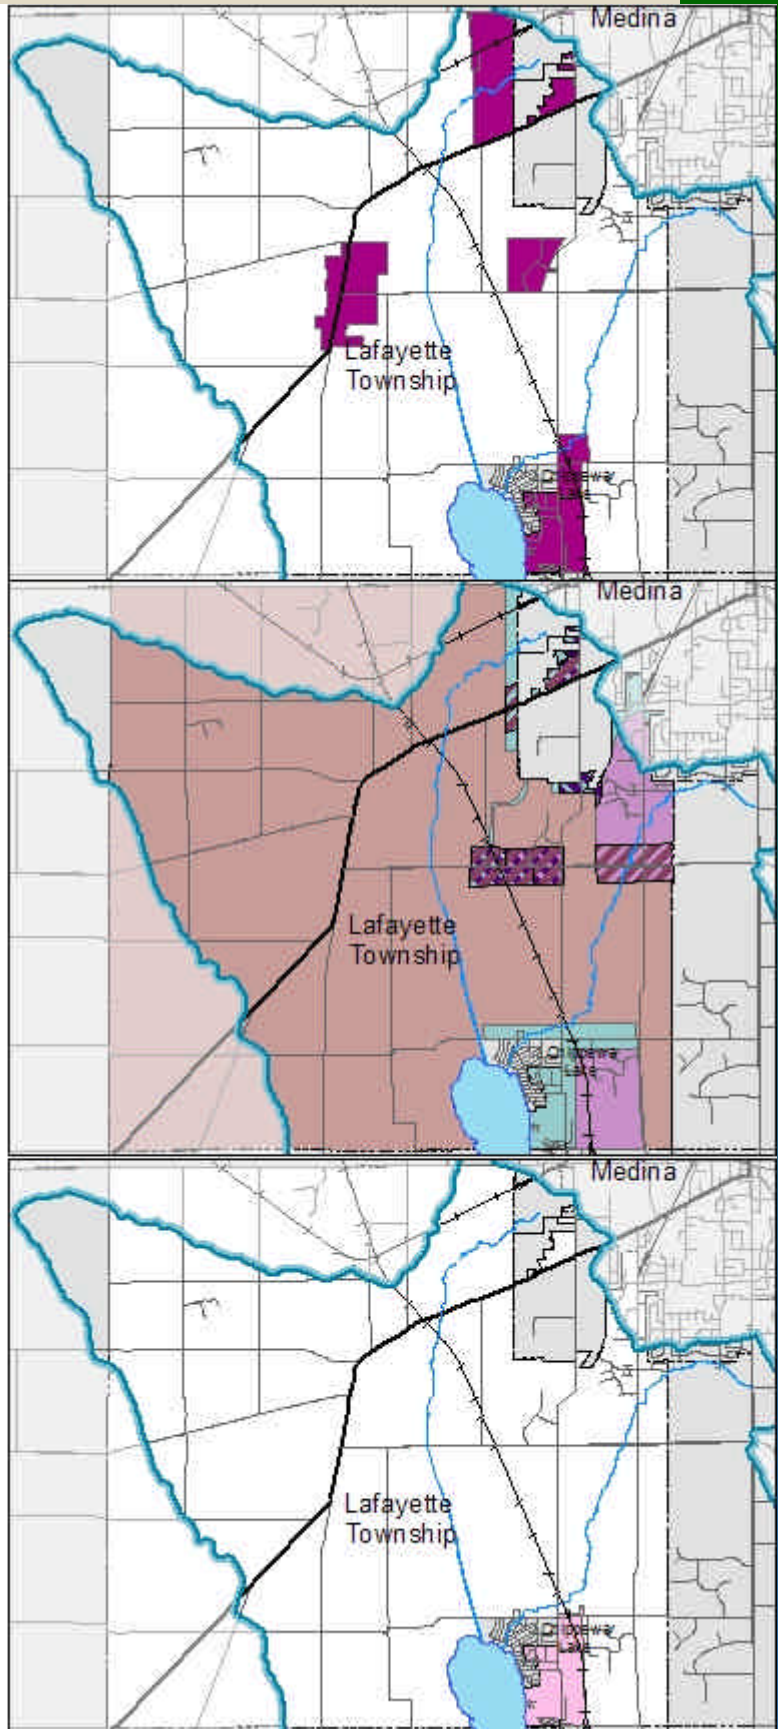 Medina
Lafayette
Township
Chippewa
Lake
Medina
Lafayette
Township
Chippewa
Lake
Medina
Lafayette
Township
Chippewa
Lake